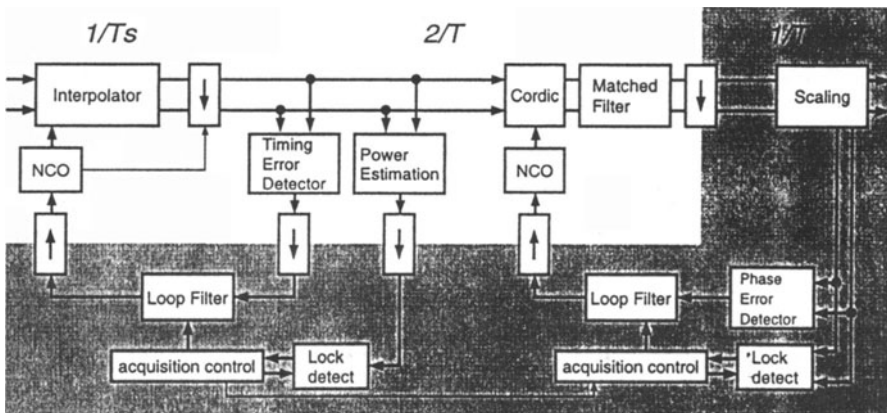 1/Ts
2/T
1/T
Interpolator
Cordic
Matched
Filter
Scaling
NCO
Timing
Error
Detector
Power
Estimation
NCO
Loop Filter
Loop Filter
Phase
Error
Detector
acquisition control
Lock
detect
acquisition control
Lock
detect